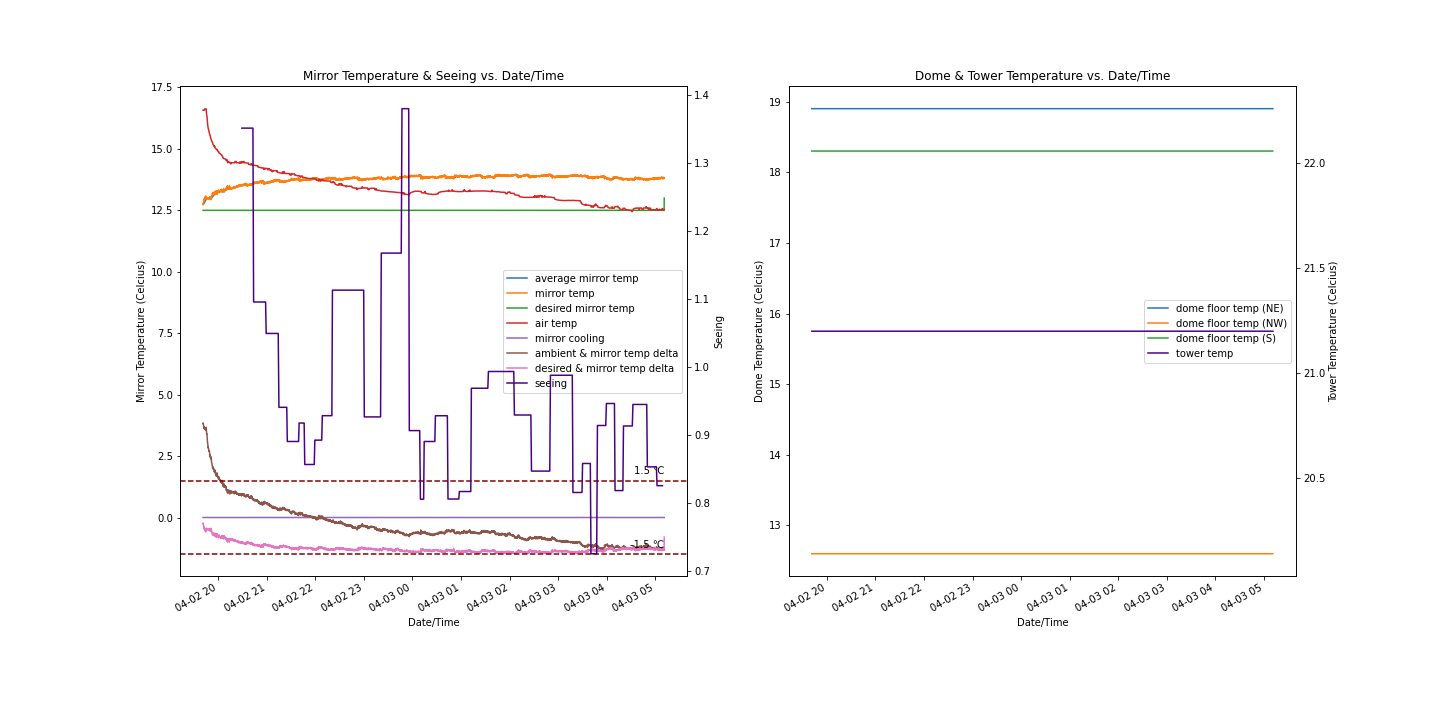 Mirror Temperature & Seeing vs. Date/Time
17.5
15.0
12.5
10.0
7.5
5.0
2.5
0.0
Mirror Temperature (Celcius)
1.4
1.3
1.2
1.1
1.0
0.9
0.8
0.7
Seeing
average mirror temp
mirror temp
desired mirror temp
air temp
mirror cooling
ambient & mirror temp delta
desired & mirror temp delta
seeing
1.5 °C
-1.5 °C
04-02 20
04-02 21
04-02 22
04-02 23
04-03 00
04-03 01
04-03 02
04-03 03
04-03 04
04-03 05
Date/Time
Dome & Tower Temperature vs. Date/Time
19
18
17
16
15
14
13
Dome Temperature (Celcius)
22.0
21.5
21.0
20.5
Tower Temperature (Celcius)
dome floor temp (NE)
dome floor temp (NW)
dome floor temp (S)
tower temp
04-02 20
04-02 21
04-02 22
04-02 23
04-03 00
04-03 01
04-03 02
04-03 03
04-03 04
04-03 05
Date/Time